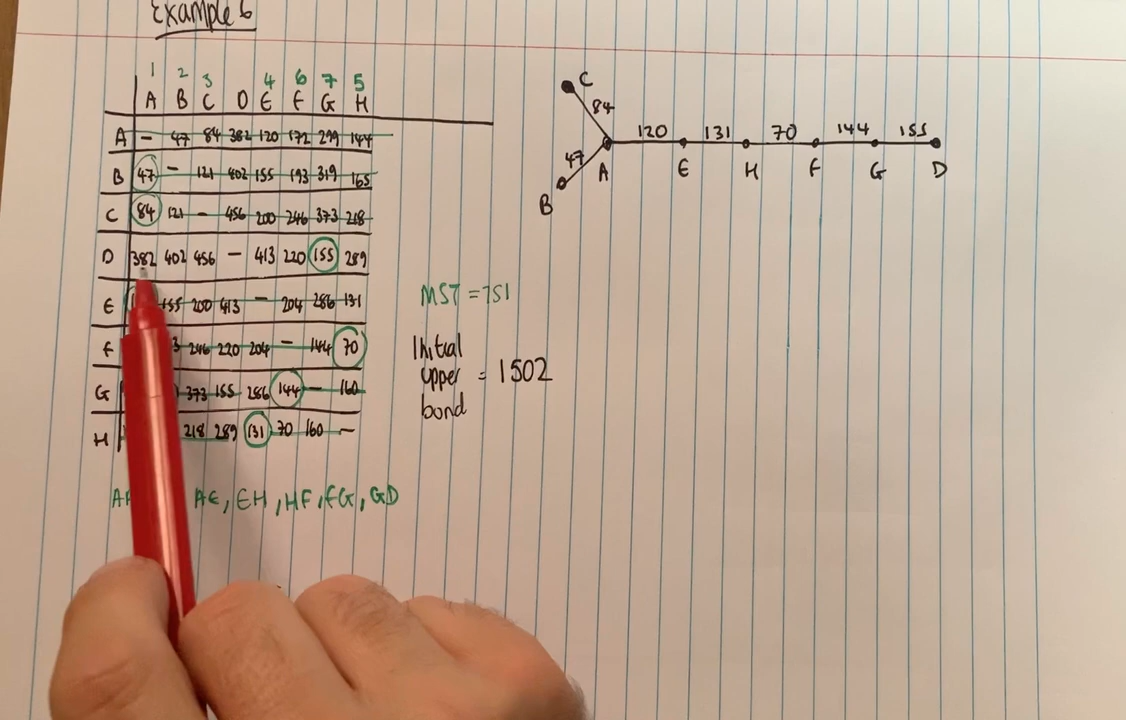 Example 6
1 2 3 4 6 7 5
A B C D E F G H
A - 47 84 382 120 172 299 144
B 47 - 121 402 155 193 319 165
C 84 121 - 456 200 246 373 218
D 382 402 456 - 413 220 155 289
E 155 200 413 - 204 286 131
F 3 246 220 204 - 144 70
G 373 155 286 144 - 160
H 218 289 131 70 160 -
AE, EH, HF, FG, GD
MST = 751
Initial
upper = 1502
bond
C
84
120 131 70 144 155
47
A E H F G D
B